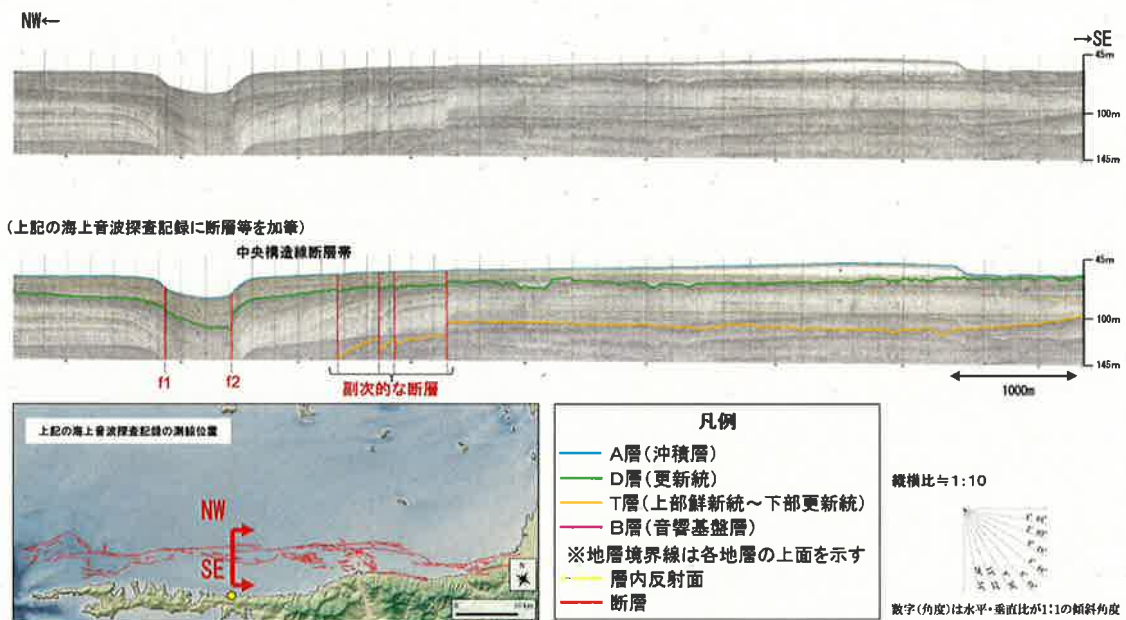 NW←
→SE
45m
100m
145m
(上記の海上音波探査記録に断層等を加筆)
中央構造線断層帯
45m
100m
145m
f1
f2
副次的な断層
1000m
上記の海上音波探査記録の測線位置
NW
SE
N
凡例
A層(沖積層)
D層(更新統)
T層(上部鮮新統～下部更新統)
B層(音響基盤層)
※地層境界線は各地層の上面を示す
層内反射面
断層
縦横比≒1:10
数字(角度)は水平・垂直比が1:1の傾斜角度